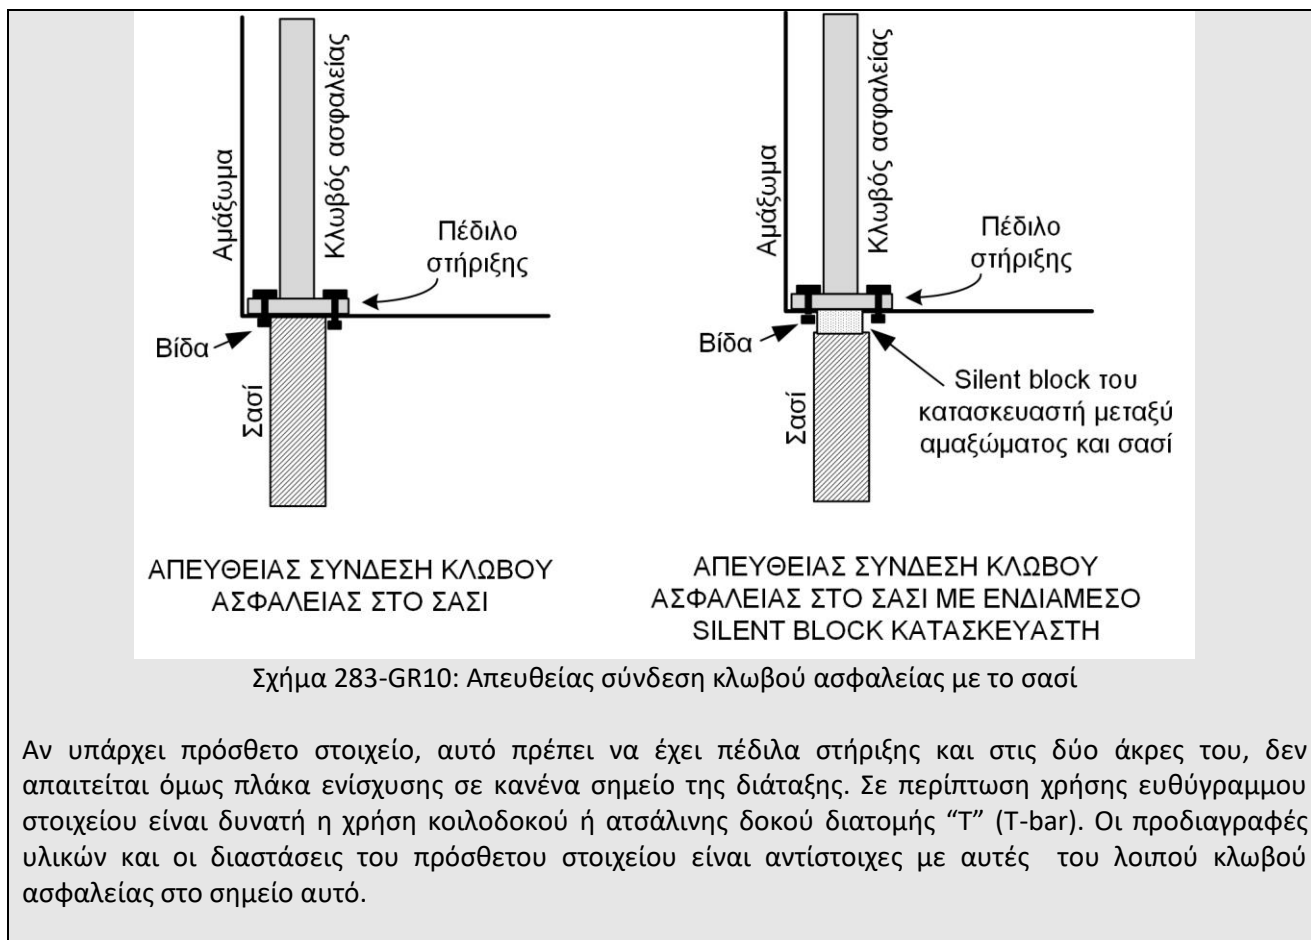 Αμάξωμα
Κλωβός ασφαλείας
Πέδιλο
στήριξης
Βίδα
Σασί
ΑΠΕΥΘΕΙΑΣ ΣΥΝΔΕΣΗ ΚΛΩΒΟΥ
ΑΣΦΑΛΕΙΑΣ ΣΤΟ ΣΑΣΙ
Αμάξωμα
Κλωβός ασφαλείας
Πέδιλο
στήριξης
Βίδα
Σασί
Silent block του
κατασκευαστή μεταξύ
αμαξώματος και σασί
ΑΠΕΥΘΕΙΑΣ ΣΥΝΔΕΣΗ ΚΛΩΒΟΥ
ΑΣΦΑΛΕΙΑΣ ΣΤΟ ΣΑΣΙ ΜΕ ΕΝΔΙΑΜΕΣΟ
SILENT BLOCK ΚΑΤΑΣΚΕΥΑΣΤΗ
Σχήμα 283-GR10: Απευθείας σύνδεση κλωβού ασφαλείας με το σασί
Αν υπάρχει πρόσθετο στοιχείο, αυτό πρέπει να έχει πέδιλα στήριξης και στις δύο άκρες του, δεν
απαιτείται όμως πλάκα ενίσχυσης σε κανένα σημείο της διάταξης. Σε περίπτωση χρήσης ευθύγραμμου
στοιχείου είναι δυνατή η χρήση κοιλοδοκού ή ατσάλινης δοκού διατομής “Τ” (T-bar). Οι προδιαγραφές
υλικών και οι διαστάσεις του πρόσθετου στοιχείου είναι αντίστοιχες με αυτές του λοιπού κλωβού
ασφαλείας στο σημείο αυτό.